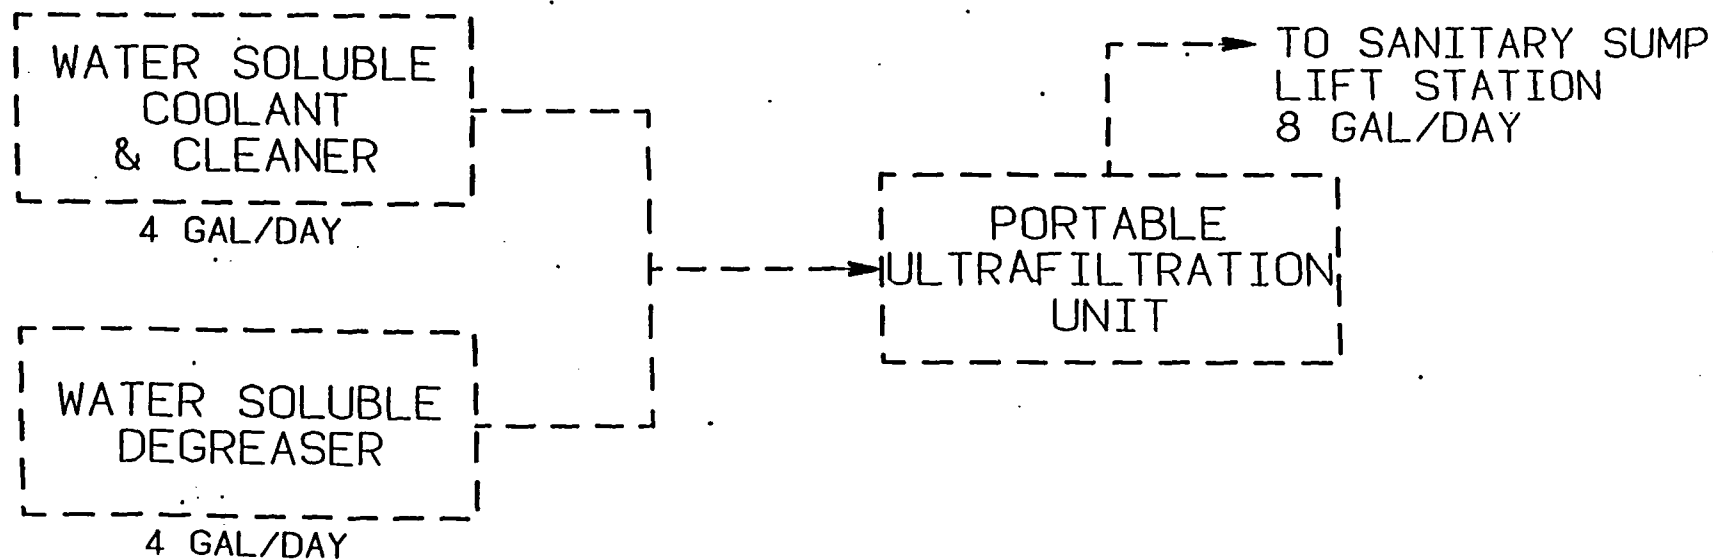 WATER SOLUBLE
COOLANT
& CLEANER
4 GAL/DAY
WATER SOLUBLE
DEGREASER
4 GAL/DAY
PORTABLE
ULTRAFILTRATION
UNIT
TO SANITARY SUMP
LIFT STATION
8 GAL/DAY